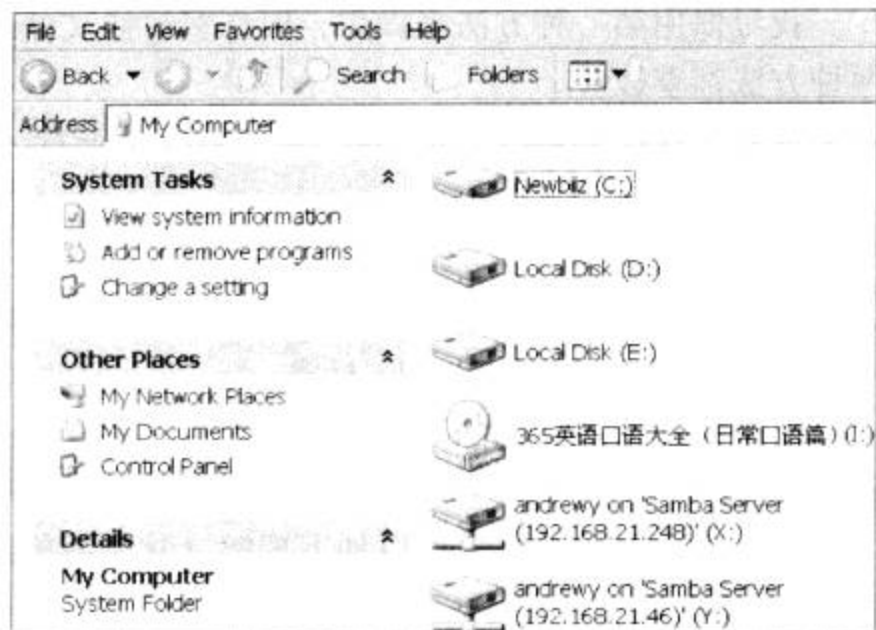 File Edit View Favorites Tools Help
Back Search Folders
Address My Computer
System Tasks
View system information
Add or remove programs
Change a setting
Other Places
My Network Places
My Documents
Control Panel
Details
My Computer
System Folder
Newbiz (C:)
Local Disk (D:)
Local Disk (E:)
365英语口语大全（日常口语篇）(I:)
andrewy on 'Samba Server
(192.168.21.248)' (X:)
andrewy on 'Samba Server
(192.168.21.46)' (Y:)